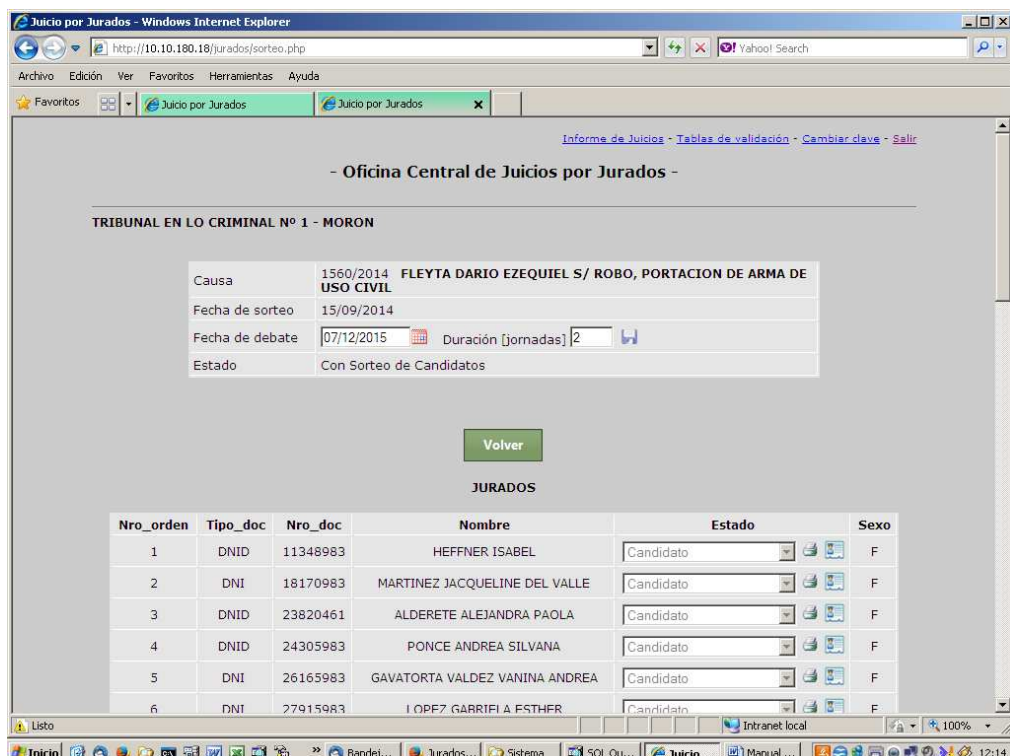 Juicio por Jurados - Windows Internet Explorer
http://10.10.180.18/jurados/sorteo.php
Yahoo! Search
Archivo Edición Ver Favoritos Herramientas Ayuda
Favoritos Juicio por Jurados Juicio por Jurados
Informe de Juicios - Tablas de validación - Cambiar clave - Salir
- Oficina Central de Juicios por Jurados -
TRIBUNAL EN LO CRIMINAL Nº 1 - MORON
Causa 1560/2014 FLEYTA DARIO EZEQUIEL S/ ROBO, PORTACION DE ARMA DE
USO CIVIL
Fecha de sorteo 15/09/2014
Fecha de debate 07/12/2015 Duración [jornadas] 2
Estado Con Sorteo de Candidatos
Volver
JURADOS
Nro_orden Tipo_doc Nro_doc Nombre Estado Sexo
1 DNID 11348983 HEFFNER ISABEL Candidato F
2 DNI 18170983 MARTINEZ JACQUELINE DEL VALLE Candidato F
3 DNID 23820461 ALDERETE ALEJANDRA PAOLA Candidato F
4 DNID 24305983 PONCE ANDREA SILVANA Candidato F
5 DNI 26165983 GAVATORTA VALDEZ VANINA ANDREA Candidato F
6 DNI 27915983 LOPEZ GABRIELA ESTHER Candidato F
Listo Intranet local 100%
Inicio Bandej... Jurados... Sistema SQL Qu... Juicio ... Manual ... 12:14